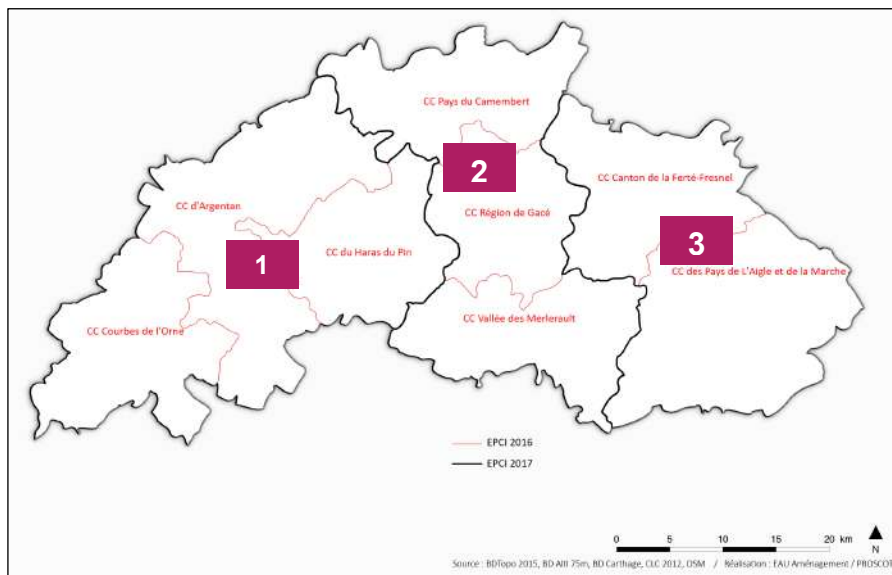 CC Pays du Camembert
2
CC Canton de la Ferté-Fresnel
CC d'Argentan
CC Région de Gacé
3
1
CC du Haras du Pin
CC des Pays de L'Aigle et de la Marche
CC Courbes de l'Orne
CC Vallée des Merlerault
EPCI 2016
EPCI 2017
0 5 10 15 20 km
N
Source : BDTopo 2015, BD Alti 75m, BD Carthage, CLC 2012, OSM / Réalisation : EAU Aménagement / PROSCOT